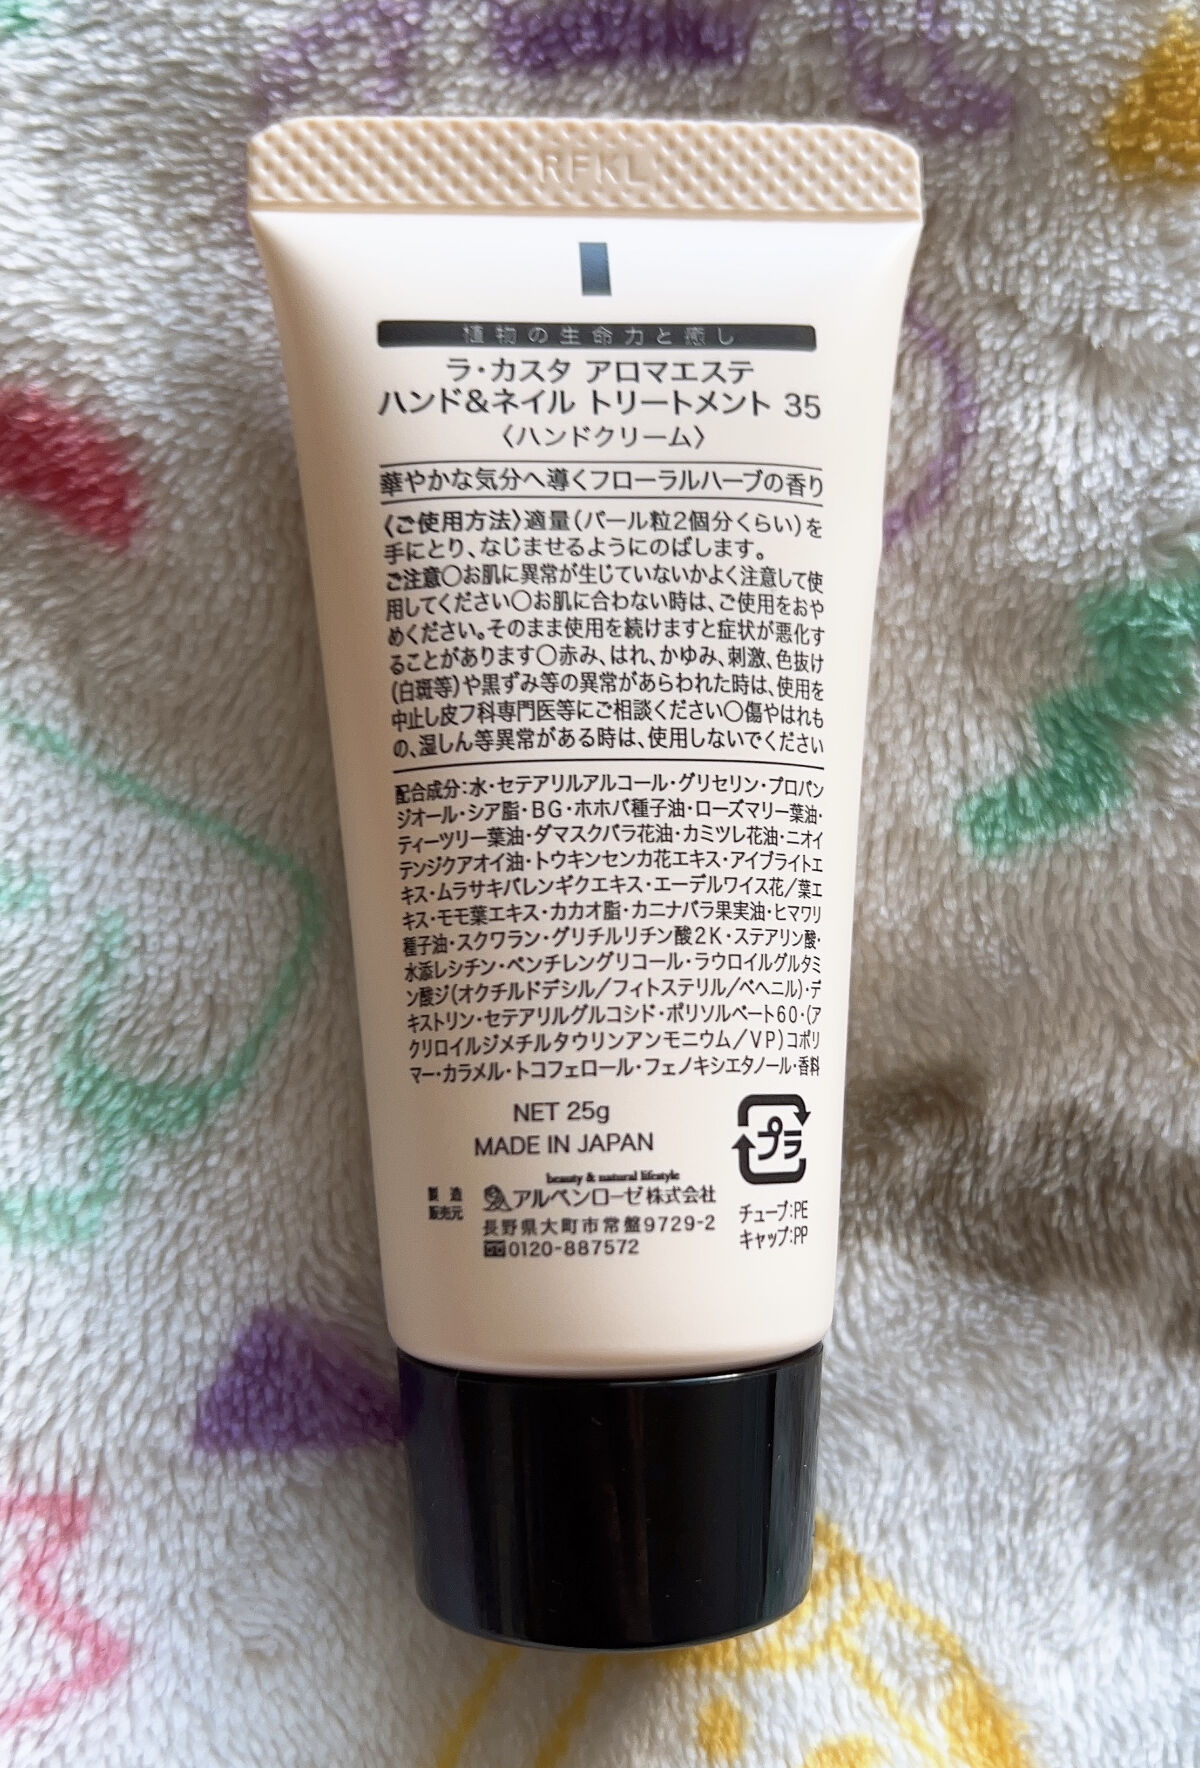 RFKL
植物の生命力と癒し
ラ・カスタ アロマエステ
ハンド&ネイル トリートメント 35
〈ハンドクリーム〉
華やかな気分へ導くフローラルハーブの香り
〈ご使用方法〉適量(パール粒2個分くらい)を
手にとり、なじませるようにのばします。
ご注意○お肌に異常が生じていないかよく注意して使
用してください○お肌に合わない時は、ご使用をおや
めください。そのまま使用を続けますと症状が悪化す
ることがあります○赤み、はれ、かゆみ、刺激、色抜け
(白斑等)や黒ずみ等の異常があらわれた時は、使用を
中止し皮フ科専門医等にご相談ください○傷やはれも
の、湿しん等異常がある時は、使用しないでください
配合成分:水・セテアリルアルコール・グリセリン・プロパン
ジオール・シア脂・BG・ホホバ種子油・ローズマリー葉油・
ティーツリー葉油・ダマスクバラ花油・カミツレ花油・ニオイ
テンジクアオイ油・トウキンセンカ花エキス・アイブライトエ
キス・ムラサキバレンギクエキス・エーデルワイス花/葉エ
キス・モモ葉エキス・カカオ脂・カニナバラ果実油・ヒマワリ
種子油・スクワラン・グリチルリチン酸2K・ステアリン酸・
水添レシチン・ペンチレングリコール・ラウロイルグルタミ
ン酸ジ(オクチルドデシル/フィトステリル/ベヘニル)・デ
キストリン・セテアリルグルコシド・ポリソルベート60・(ア
クリロイルジメチルタウリンアンモニウム/VP)コポリ
マー・カラメル・トコフェロール・フェノキシエタノール・香料
NET 25g
MADE IN JAPAN
beauty & natural lifestyle
製造
販売元
アルペンローゼ株式会社
長野県大町市常盤9729-2
0120-887572
プラ
チューブ:PE
キャップ:PP